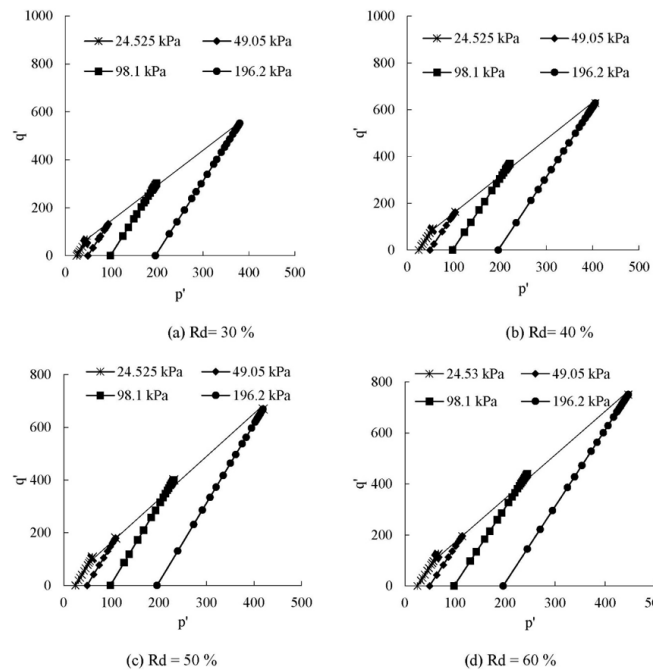 24.525 kPa 49.05 kPa
98.1 kPa 196.2 kPa
1000
800
600
400
200
0
q'
0 100 200 300 400 500
p'
(a) Rd= 30 %
24.525 kPa 49.05 kPa
98.1 kPa 196.2 kPa
1000
800
600
400
200
0
q'
0 100 200 300 400 500
p'
(b) Rd= 40 %
24.525 kPa 49.05 kPa
98.1 kPa 196.2 kPa
800
600
400
200
0
q'
0 100 200 300 400 500
p'
(c) Rd = 50 %
24.53 kPa 49.05 kPa
98.1 kPa 196.2 kPa
800
600
400
200
0
q'
0 100 200 300 400 500
p'
(d) Rd = 60 %